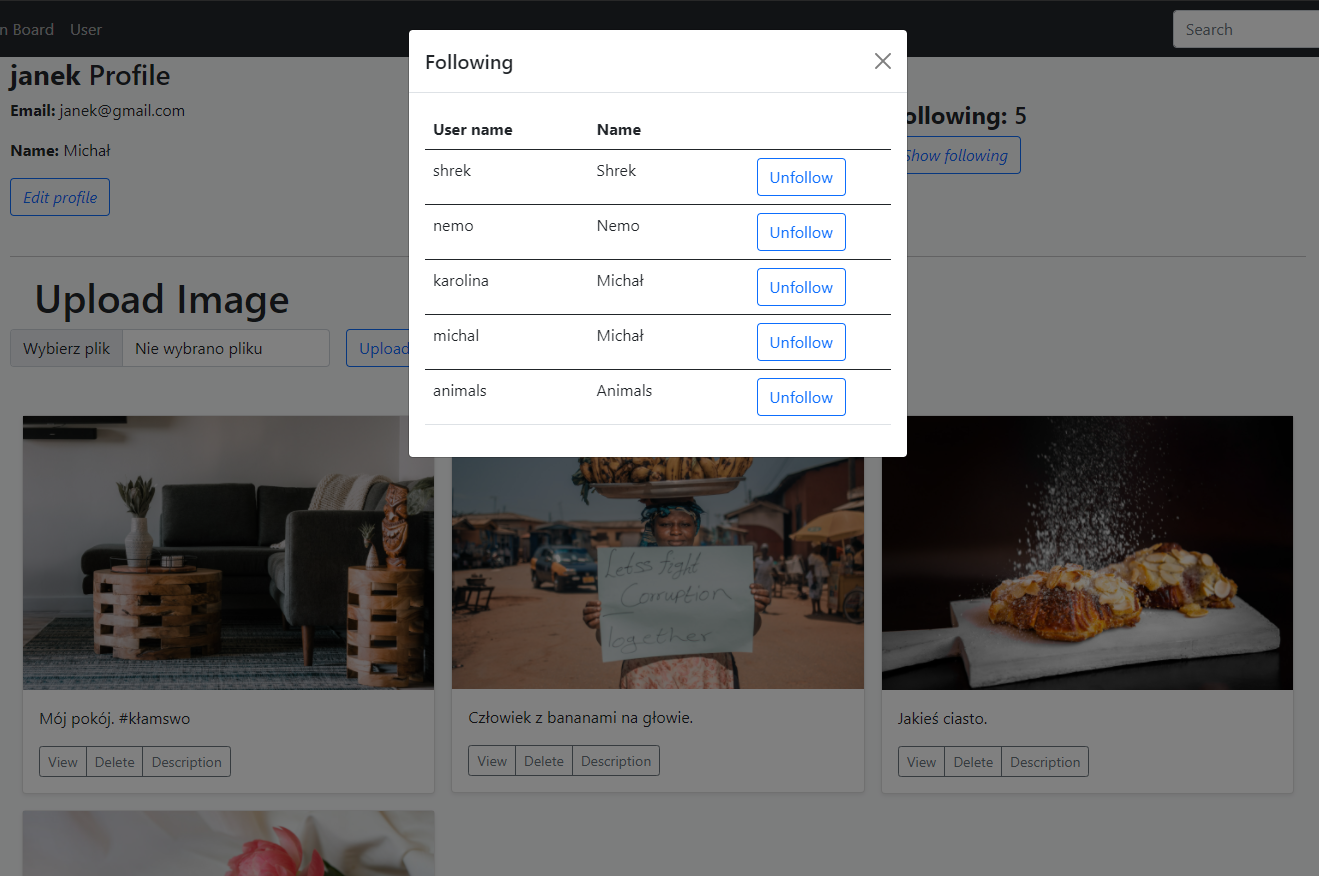 n Board User Search
janek Profile
Email: janek@gmail.com
Name: Michał
Edit profile
ollowing: 5
Show following
Following
User name Name
shrek Shrek Unfollow
nemo Nemo Unfollow
karolina Michał Unfollow
michal Michał Unfollow
animals Animals Unfollow
Upload Image
Wybierz plik Nie wybrano pliku Upload
Letss fight
Corruption
Together
Mój pokój. #kłamswo
View Delete Description
Człowiek z bananami na głowie.
View Delete Description
Jakieś ciasto.
View Delete Description